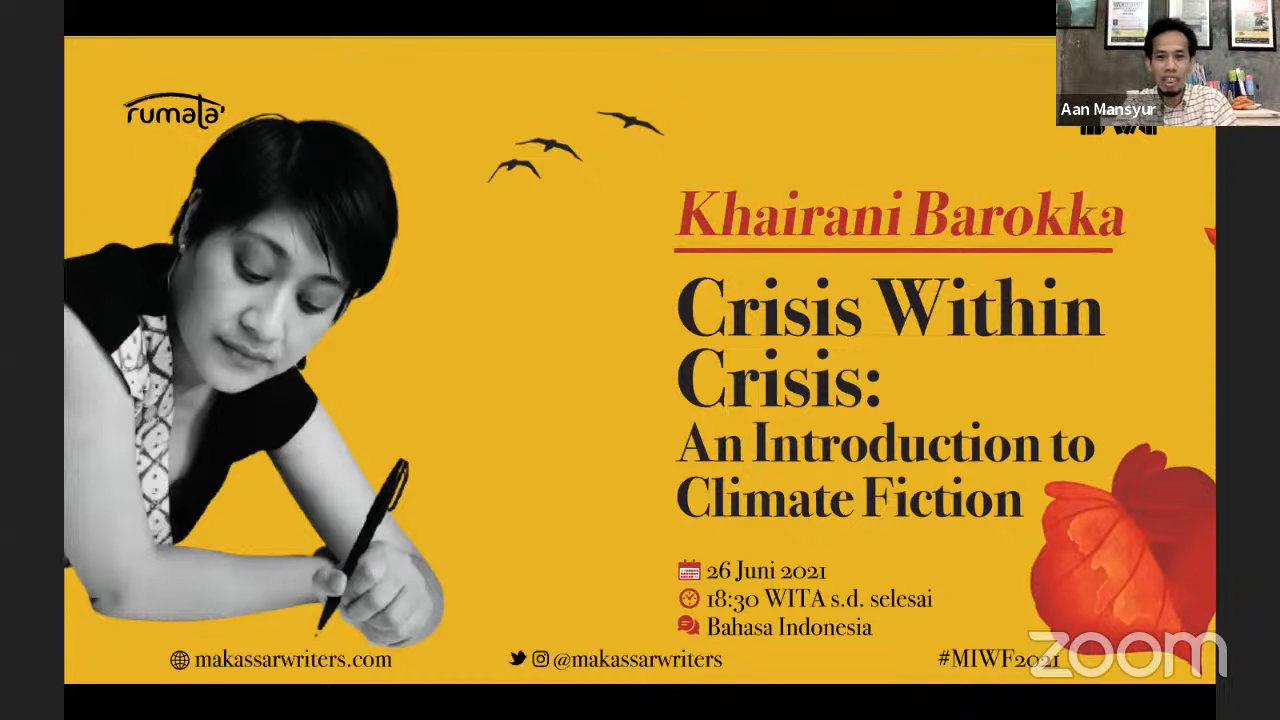 rumata'
Aan Mansyur
Khairani Barokka
Crisis Within
Crisis:
An Introduction to
Climate Fiction
26 Juni 2021
18:30 WITA s.d. selesai
Bahasa Indonesia
makassarwriters.com
@makassarwriters
#MIWF2021
zoom